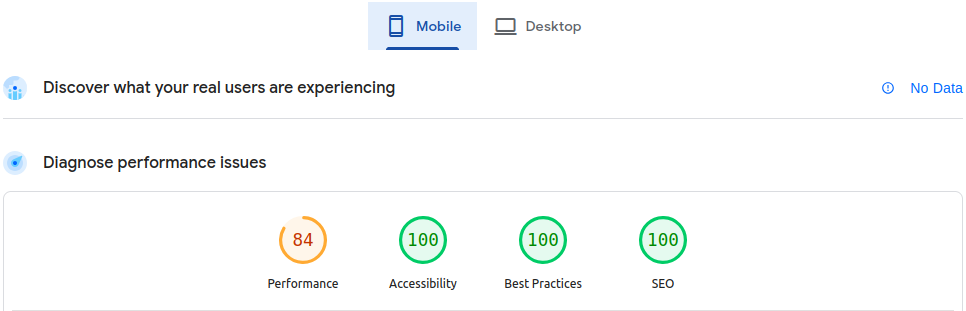 Mobile Desktop
Discover what your real users are experiencing No Data
Diagnose performance issues
84 100 100 100
Performance Accessibility Best Practices SEO